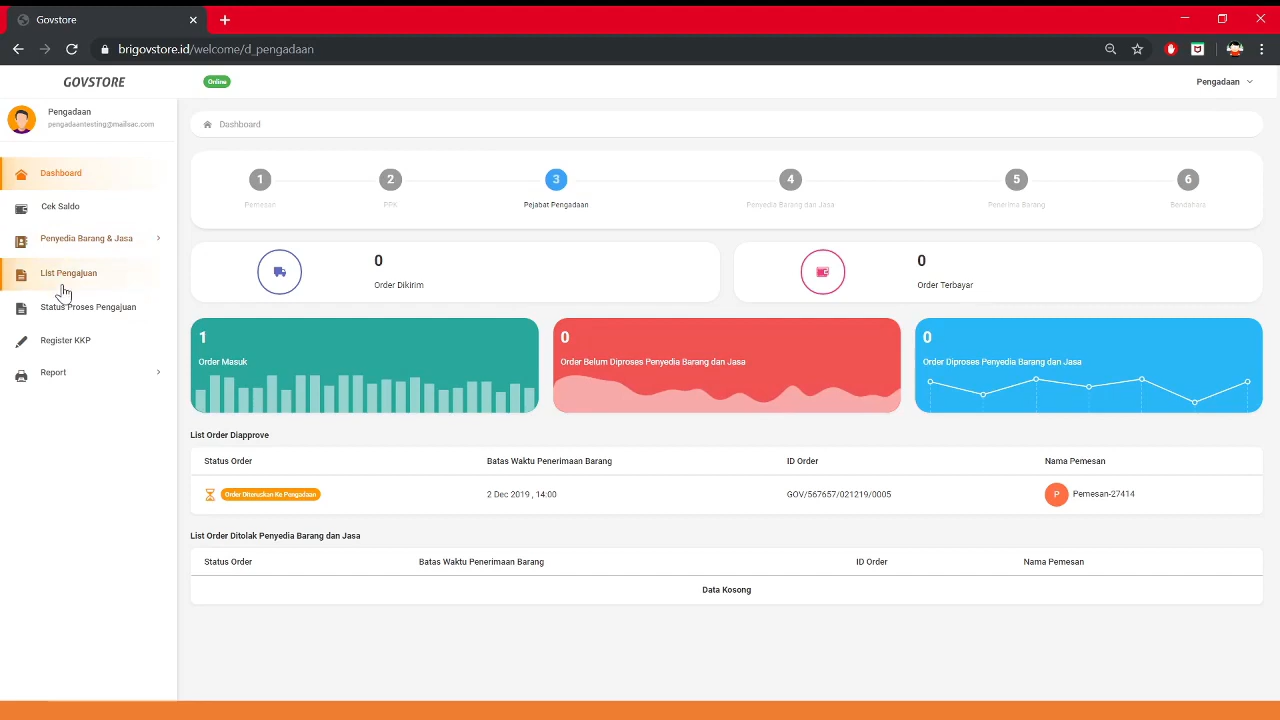 Govstore
brigovstore.id/welcome/d_pengadaan
GOVSTORE
Online
Pengadaan
Pengadaan
pengadaantesting@mailsac.com
Dashboard
Cek Saldo
Penyedia Barang & Jasa
List Pengajuan
Status Proses Pengajuan
Register KKP
Report
Dashboard
1 2 3 4 5 6
Pemesan PPK Pejabat Pengadaan Penyedia Barang dan Jasa Penerima Barang Bendahara
0
Order Dikirim
0
Order Terbayar
1
Order Masuk
0
Order Belum Diproses Penyedia Barang dan Jasa
0
Order Diproses Penyedia Barang dan Jasa
List Order Diapprove
Status Order Batas Waktu Penerimaan Barang ID Order Nama Pemesan
Order Diteruskan Ke Pengadaan 2 Dec 2019 , 14:00 GOV/567657/021219/0005 P Pemesan-27414
List Order Ditolak Penyedia Barang dan Jasa
Status Order Batas Waktu Penerimaan Barang ID Order Nama Pemesan
Data Kosong